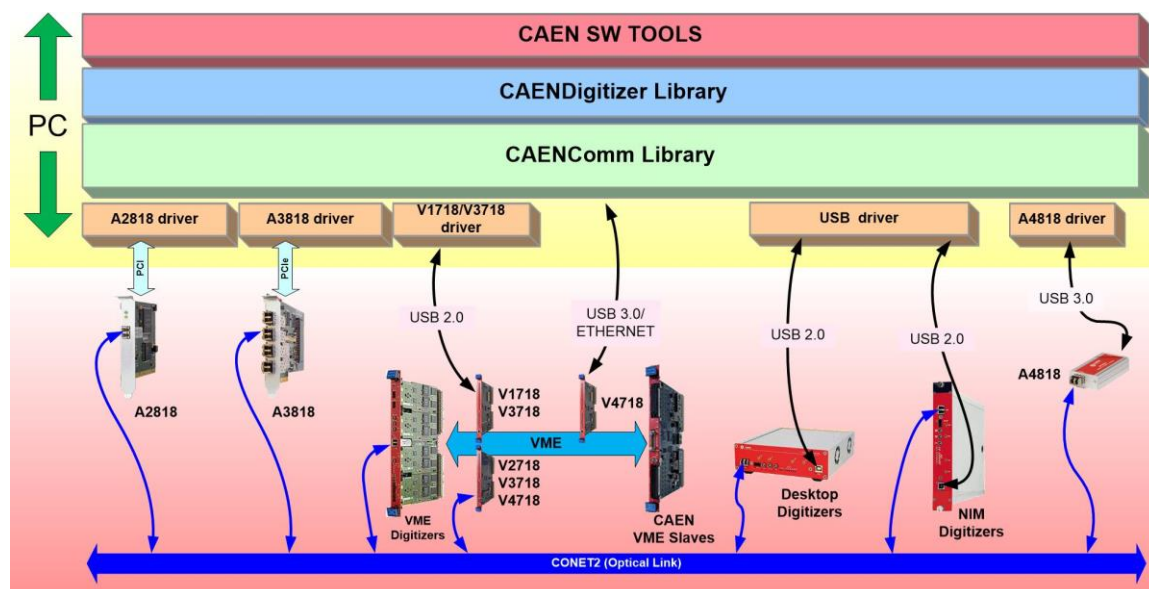 CAEN SW TOOLS
CAENDigitizer Library
PC
CAENComm Library
A2818 driver
A3818 driver
V1718/V3718
driver
USB driver
A4818 driver
PCI
PCIe
USB 2.0
USB 3.0/
ETHERNET
USB 2.0
USB 2.0
USB 3.0
A2818
A3818
V1718
V3718
V4718
A4818
VME
V2718
V3718
V4718
VME
Digitizers
CAEN
VME Slaves
Desktop
Digitizers
NIM
Digitizers
CONET2 (Optical Link)